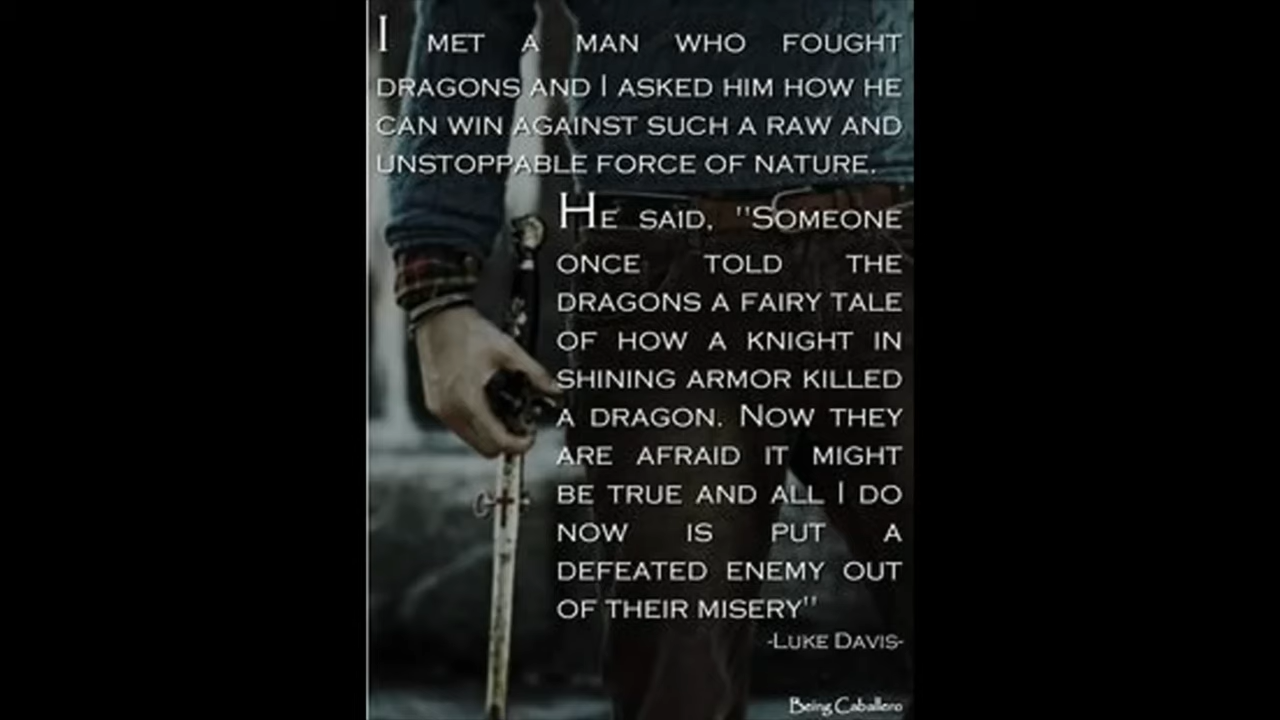 I MET A MAN WHO FOUGHT
DRAGONS AND I ASKED HIM HOW HE
CAN WIN AGAINST SUCH A RAW AND
UNSTOPPABLE FORCE OF NATURE.
HE SAID, "SOMEONE
ONCE TOLD THE
DRAGONS A FAIRY TALE
OF HOW A KNIGHT IN
SHINING ARMOR KILLED
A DRAGON. NOW THEY
ARE AFRAID IT MIGHT
BE TRUE AND ALL I DO
NOW IS PUT A
DEFEATED ENEMY OUT
OF THEIR MISERY"
-LUKE DAVIS-
Being Caballero